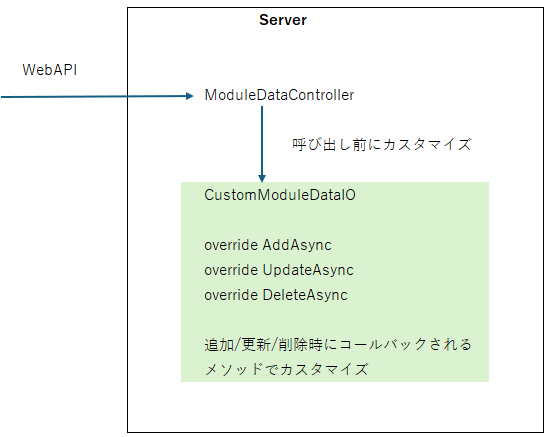 Server
WebAPI
ModuleDataController
呼び出し前にカスタマイズ
CustomModuleDataIO
override AddAsync
override UpdateAsync
override DeleteAsync
追加/更新/削除時にコールバックされる
メソッドでカスタマイズ